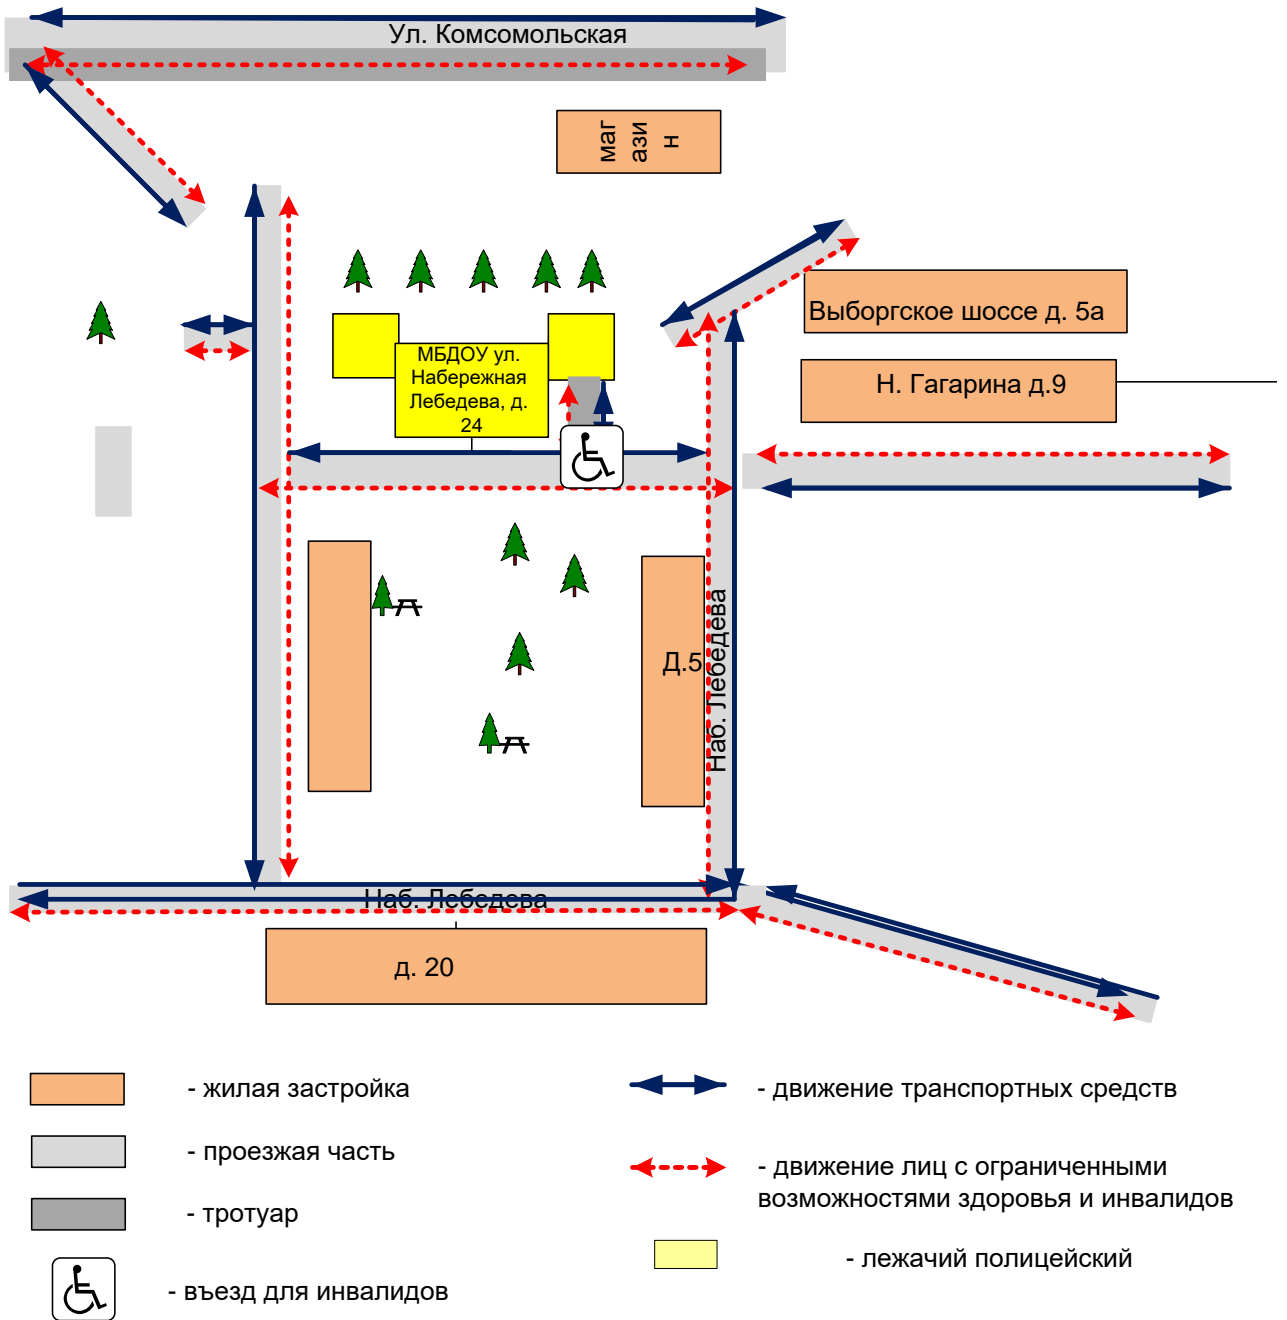 Ул. Комсомольская
маг
ази
н
Выборгское шоссе д. 5а
МБДОУ ул.
Набережная
Лебедева, д.
24
Н. Гагарина д.9
Д.5
Наб. Лебедева
Наб. Лебедева
д. 20
- жилая застройка
- движение транспортных средств
- проезжая часть
- движение лиц с ограниченными
возможностями здоровья и инвалидов
- тротуар
- лежачий полицейский
- въезд для инвалидов